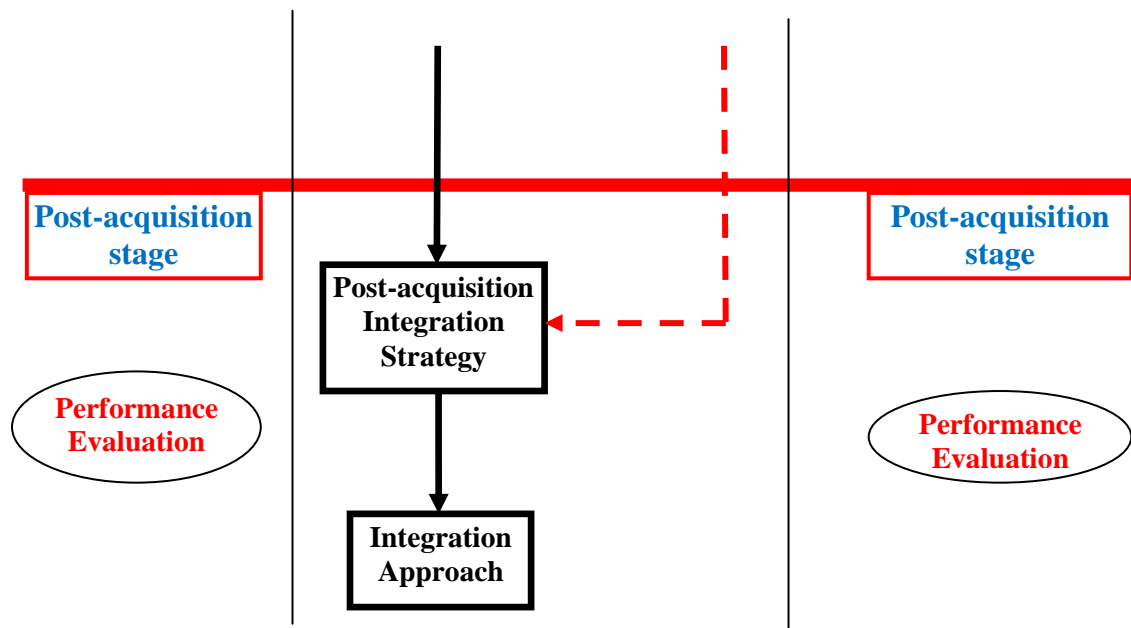 Post-acquisition
stage
Post-acquisition
stage
Post-acquisition
Integration
Strategy
Performance
Evaluation
Performance
Evaluation
Integration
Approach